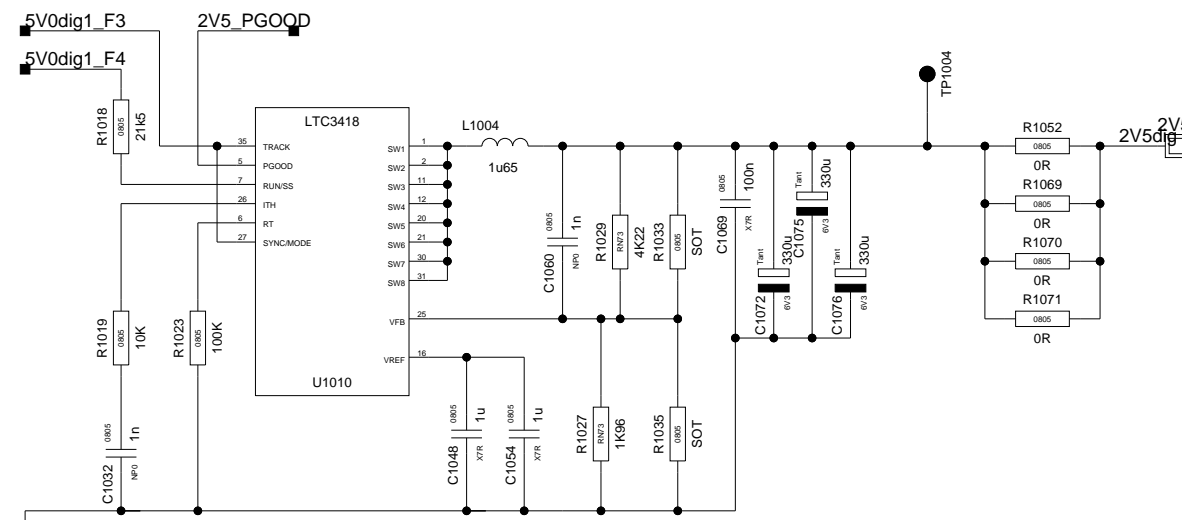 5V0dig1_F3
2V5_PGOOD
5V0dig1_F4
TP1004
R1018
0805
21k5
LTC3418
L1004
1u65
R1052
0805
0R
2V5dig
2V5
35 TRACK
5 PGOOD
7 RUN/SS
26 ITH
6 RT
27 SYNC/MODE
SW1 1
SW2 2
SW3 11
SW4 12
SW5 20
SW6 21
SW7 30
SW8 31
VFB 25
VREF 16
U1010
C1060
0805
1n
NP0
R1029
RN73
4K22
R1033
0805
SOT
C1069
0805
100n
X7R
C1072
Tant
330u
6V3
C1075
Tant
330u
6V3
C1076
Tant
330u
6V3
R1069
0805
0R
R1070
0805
0R
R1071
0805
0R
R1019
0805
10K
R1023
0805
100K
C1032
0805
1n
NP0
C1048
0805
1u
X7R
C1054
0805
1u
X7R
R1027
RN73
1K96
R1035
0805
SOT